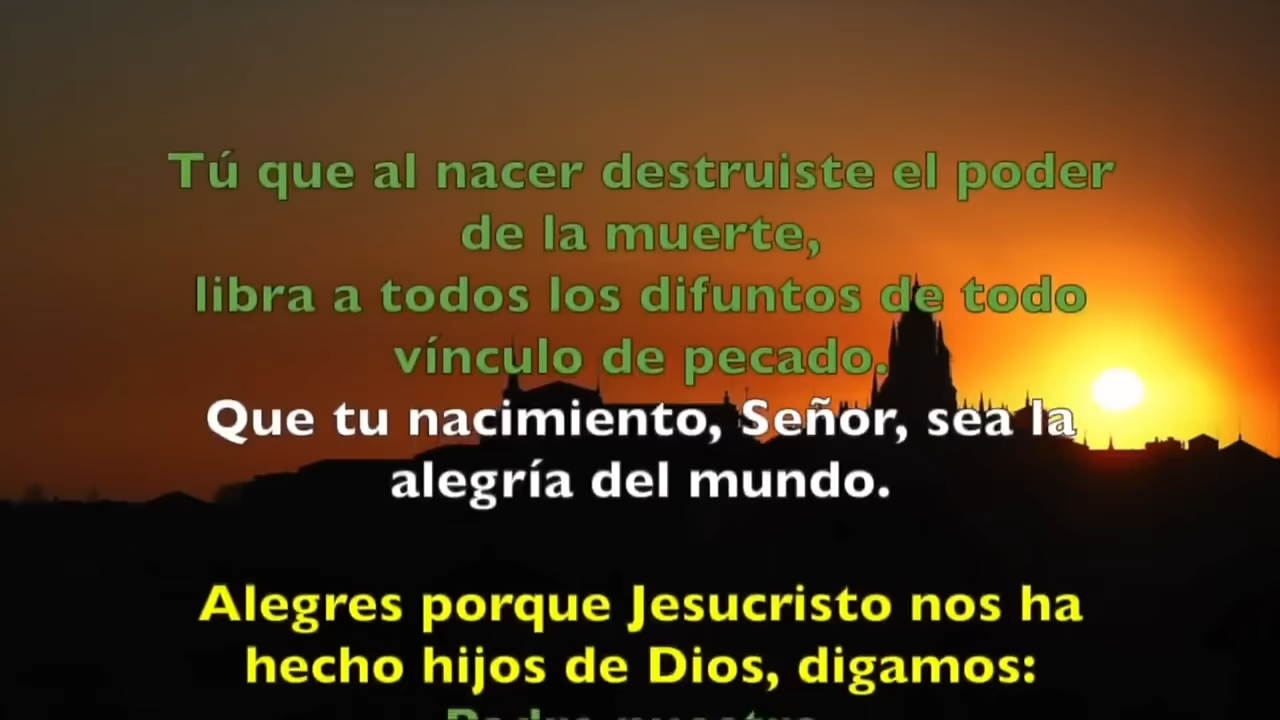 Tú que al nacer destruiste el poder
de la muerte,
libra a todos los difuntos de todo
vínculo de pecado.
Que tu nacimiento, Señor, sea la
alegría del mundo.
Alegres porque Jesucristo nos ha
hecho hijos de Dios, digamos: